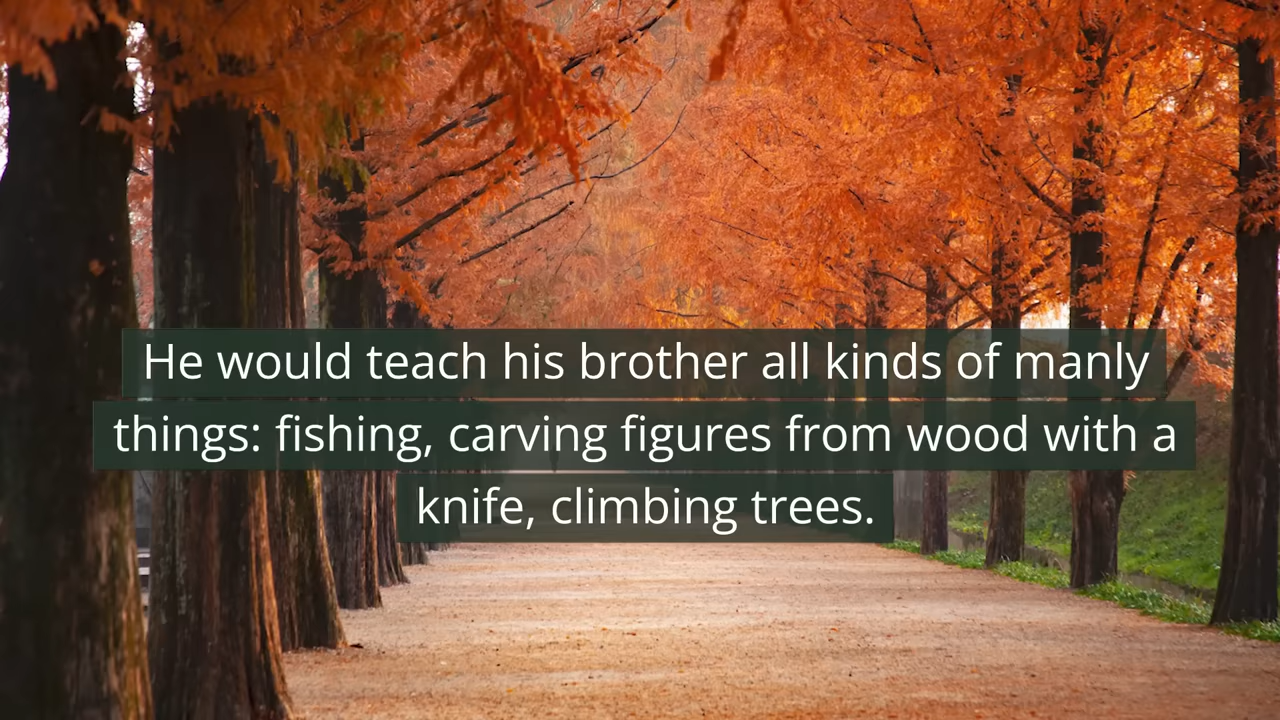 He would teach his brother all kinds of manly
things: fishing, carving figures from wood with a
knife, climbing trees.